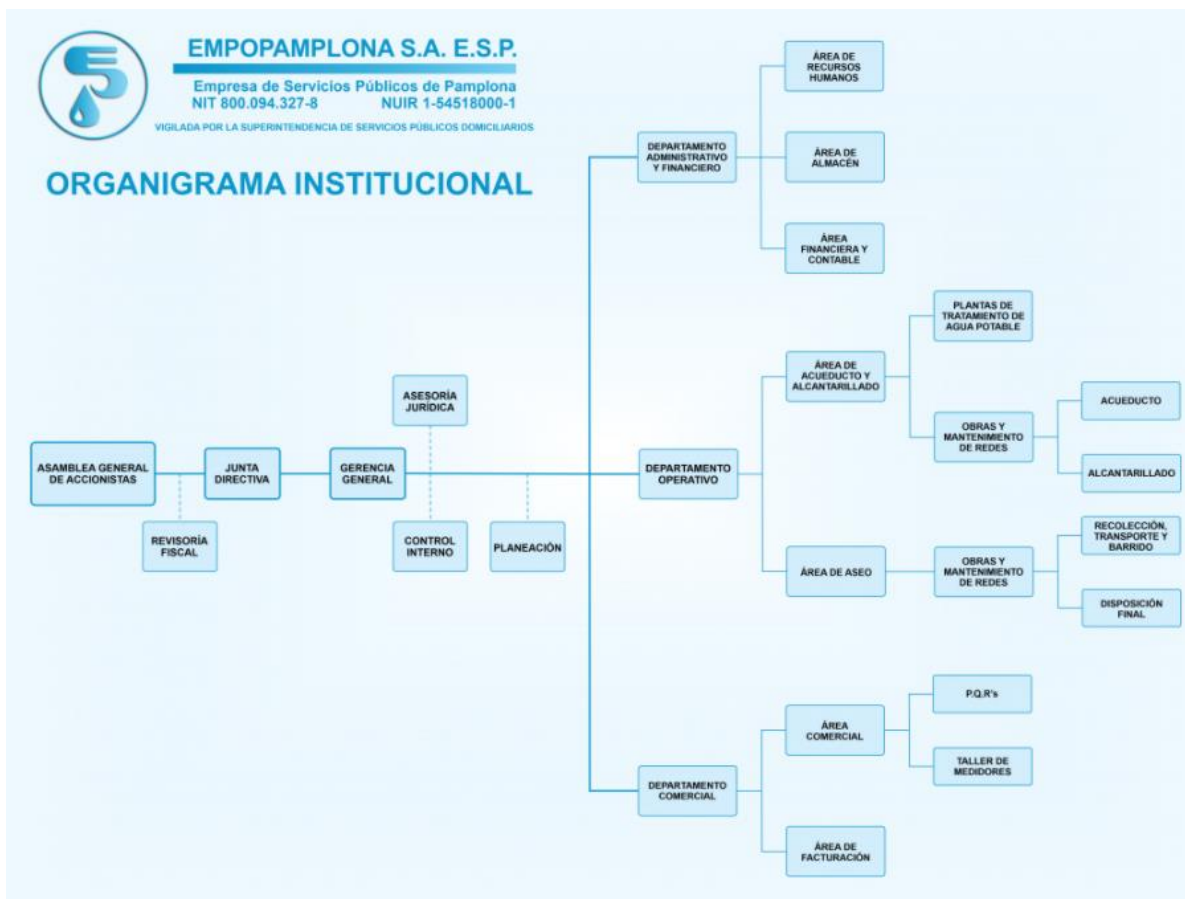 EMPOPAMPLONA S.A. E.S.P.
Empresa de Servicios Públicos de Pamplona
NIT 800.094.327-8 NUIR 1-54518000-1
VIGILADA POR LA SUPERINTENDENCIA DE SERVICIOS PÚBLICOS DOMICILIARIOS
ORGANIGRAMA INSTITUCIONAL
ASAMBLEA GENERAL
DE ACCIONISTAS
REVISORÍA
FISCAL
JUNTA
DIRECTIVA
GERENCIA
GENERAL
ASESORÍA
JURÍDICA
CONTROL
INTERNO
PLANEACIÓN
DEPARTAMENTO
ADMINISTRATIVO
Y FINANCIERO
ÁREA DE
RECURSOS
HUMANOS
ÁREA DE
ALMACÉN
ÁREA
FINANCIERA Y
CONTABLE
DEPARTAMENTO
OPERATIVO
ÁREA DE
ACUEDUCTO Y
ALCANTARILLADO
PLANTAS DE
TRATAMIENTO DE
AGUA POTABLE
OBRAS Y
MANTENIMIENTO
DE REDES
ACUEDUCTO
ALCANTARILLADO
ÁREA DE ASEO
OBRAS Y
MANTENIMIENTO
DE REDES
RECOLECCIÓN,
TRANSPORTE Y
BARRIDO
DISPOSICIÓN
FINAL
DEPARTAMENTO
COMERCIAL
ÁREA
COMERCIAL
P.Q.R's
TALLER DE
MEDIDORES
ÁREA DE
FACTURACIÓN